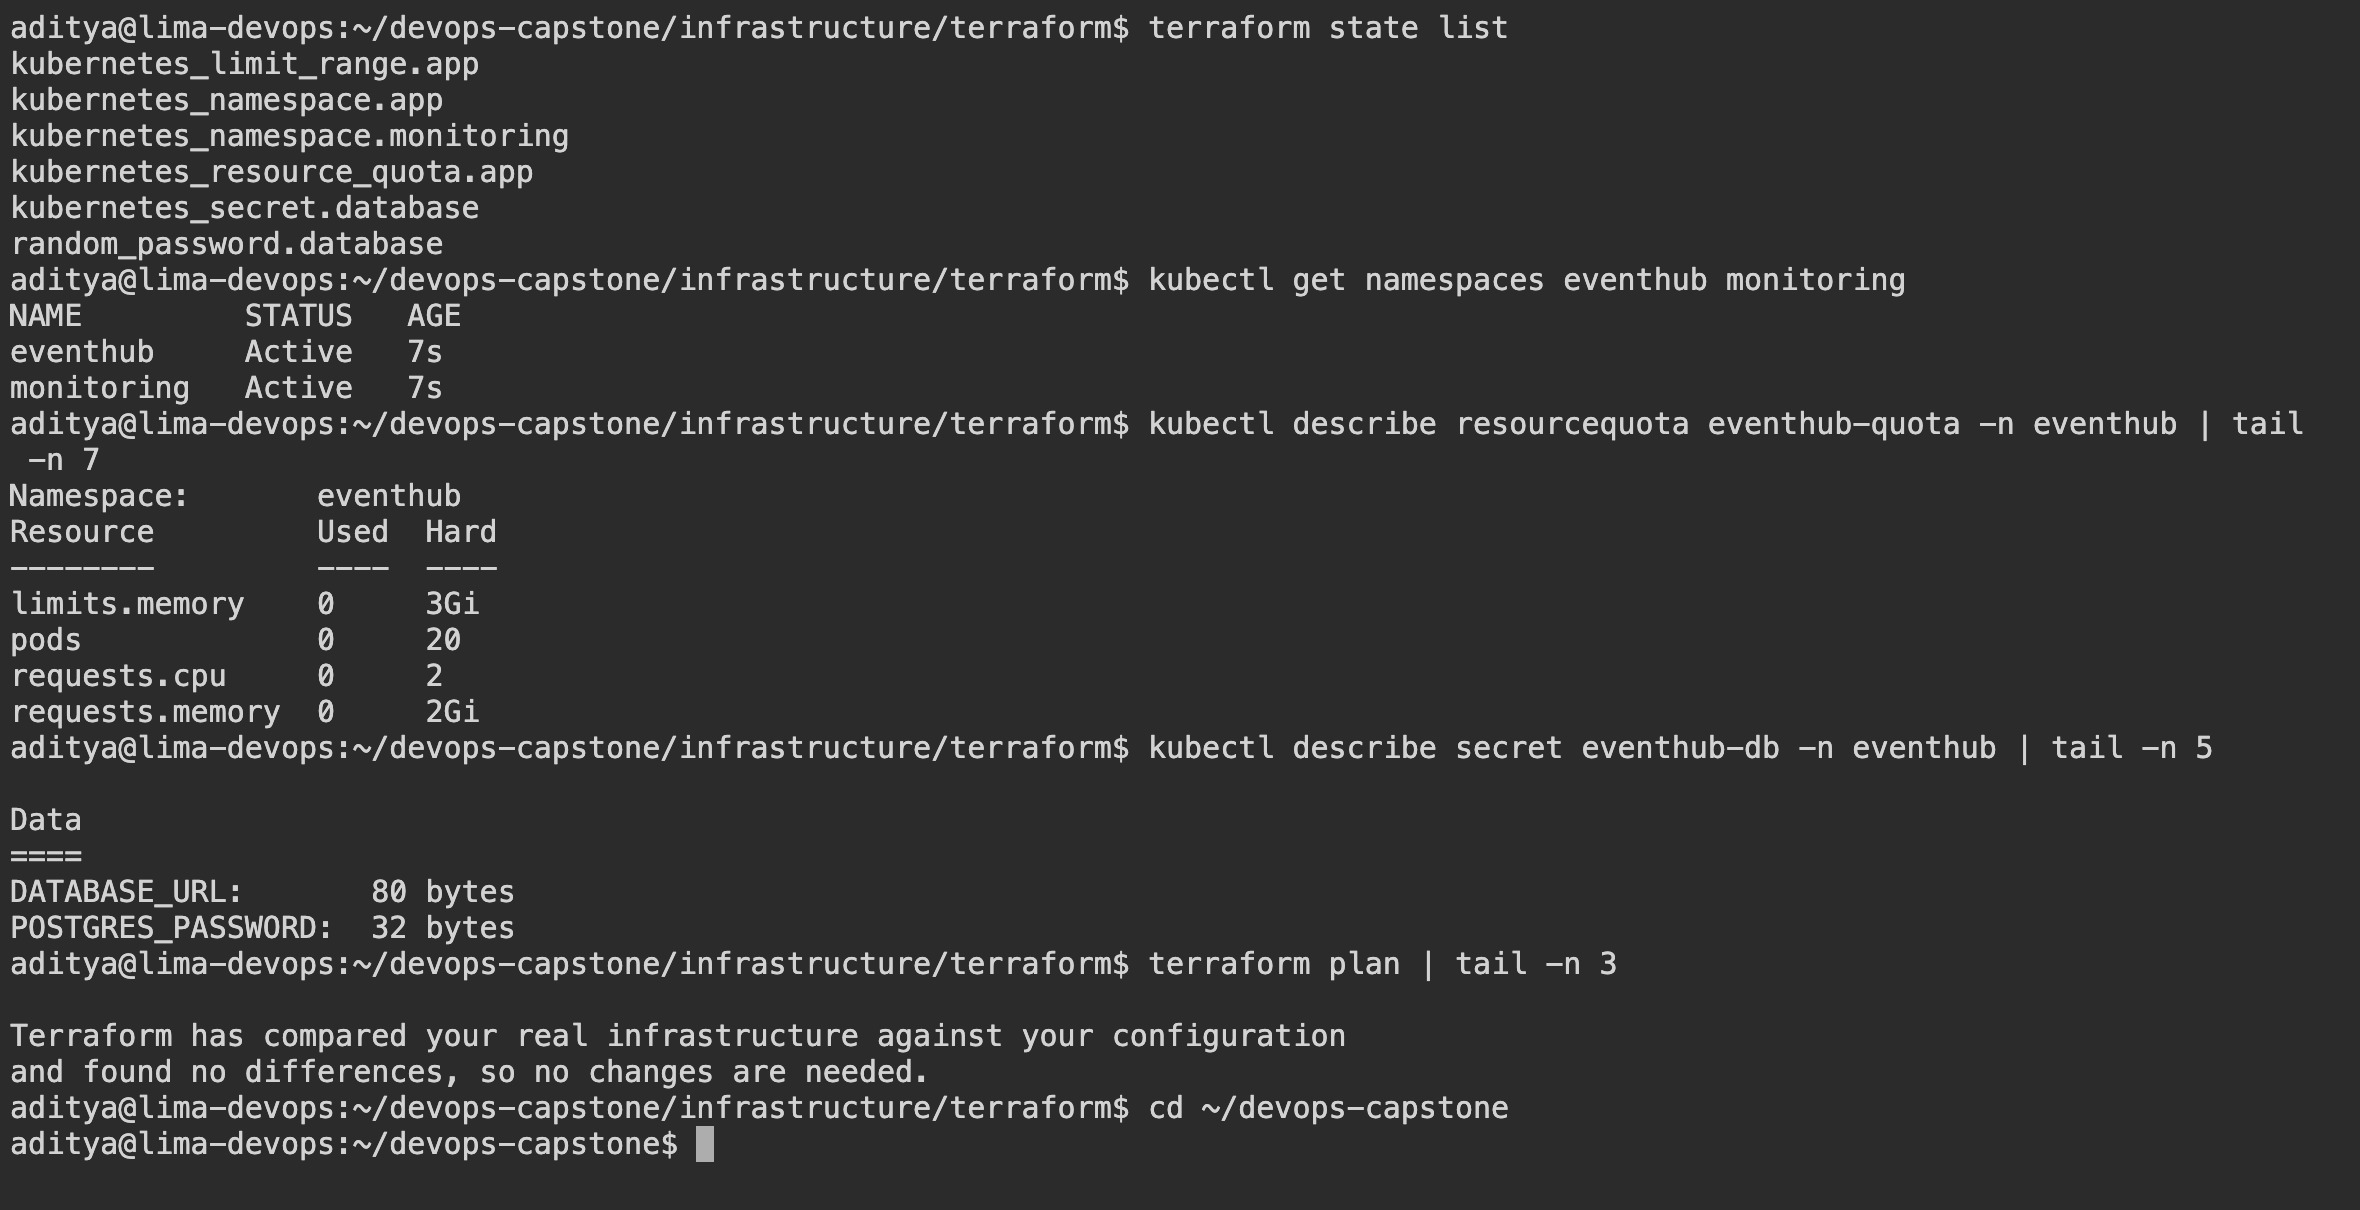 aditya@lima-devops:~/devops-capstone/infrastructure/terraform$ terraform state list
kubernetes_limit_range.app
kubernetes_namespace.app
kubernetes_namespace.monitoring
kubernetes_resource_quota.app
kubernetes_secret.database
random_password.database
aditya@lima-devops:~/devops-capstone/infrastructure/terraform$ kubectl get namespaces eventhub monitoring
NAME         STATUS   AGE
eventhub     Active   7s
monitoring   Active   7s
aditya@lima-devops:~/devops-capstone/infrastructure/terraform$ kubectl describe resourcequota eventhub-quota -n eventhub | tail
 -n 7
Namespace:       eventhub
Resource         Used  Hard
--------         ----  ----
limits.memory    0     3Gi
pods             0     20
requests.cpu     0     2
requests.memory  0     2Gi
aditya@lima-devops:~/devops-capstone/infrastructure/terraform$ kubectl describe secret eventhub-db -n eventhub | tail -n 5

Data
====
DATABASE_URL:       80 bytes
POSTGRES_PASSWORD:  32 bytes
aditya@lima-devops:~/devops-capstone/infrastructure/terraform$ terraform plan | tail -n 3

Terraform has compared your real infrastructure against your configuration
and found no differences, so no changes are needed.
aditya@lima-devops:~/devops-capstone/infrastructure/terraform$ cd ~/devops-capstone
aditya@lima-devops:~/devops-capstone$